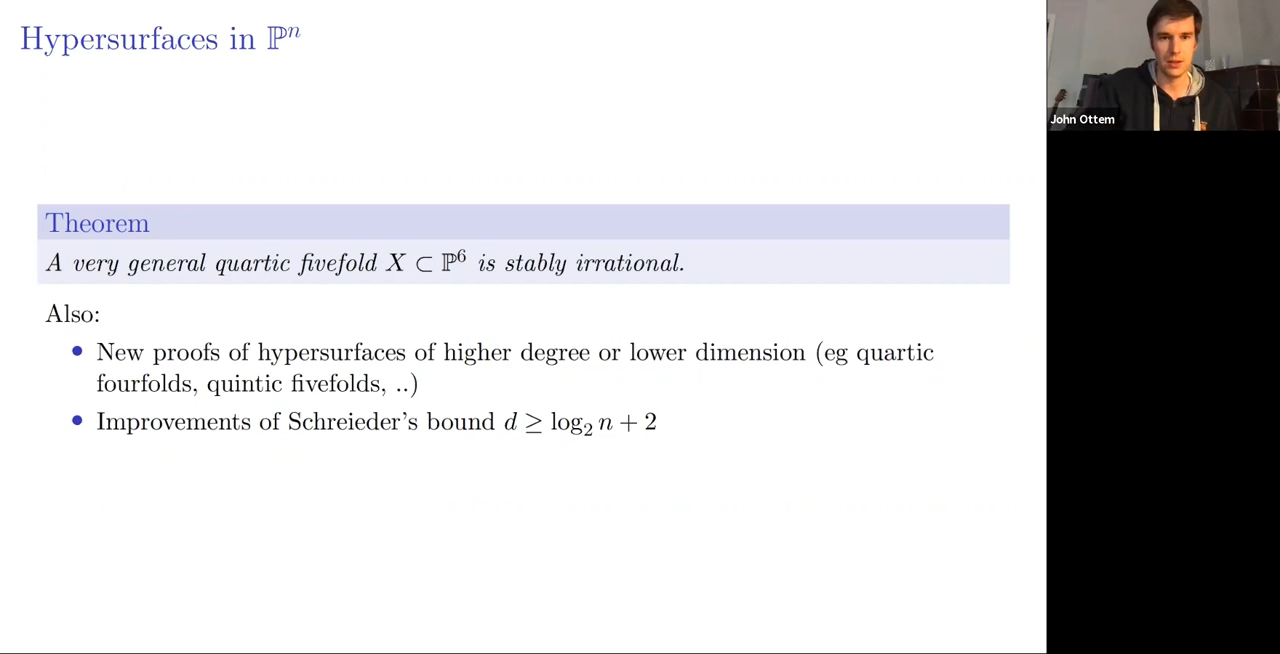 Hypersurfaces in ℙⁿ
John Ottem
Theorem
A very general quartic fivefold X ⊂ ℙ⁶ is stably irrational.
Also:
• New proofs of hypersurfaces of higher degree or lower dimension (eg quartic
fourfolds, quintic fivefolds, ..)
• Improvements of Schreieder's bound d ≥ log₂ n + 2